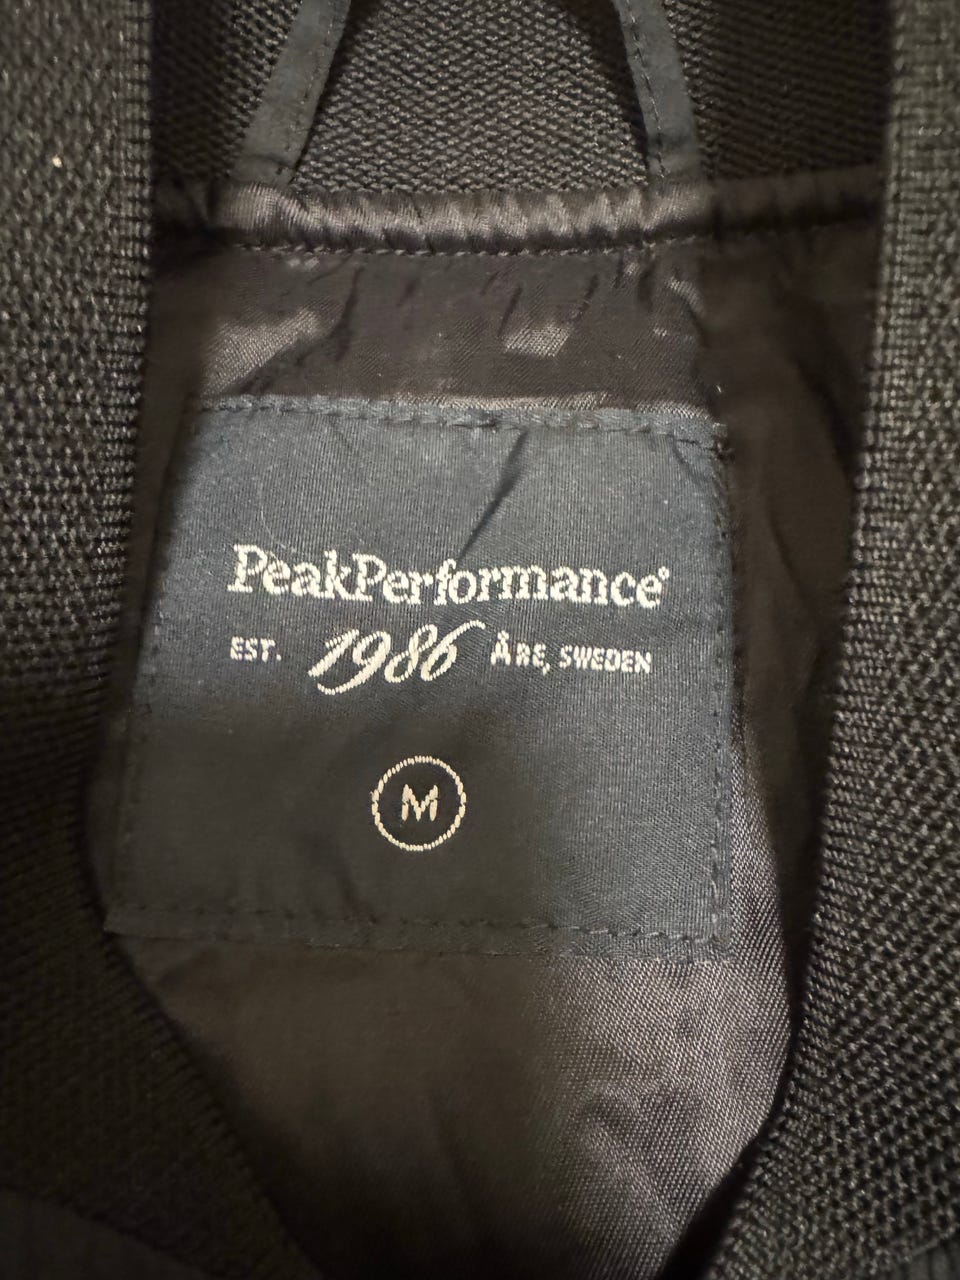 PeakPerformance®
EST. 1986 ÅRE, SWEDEN
M